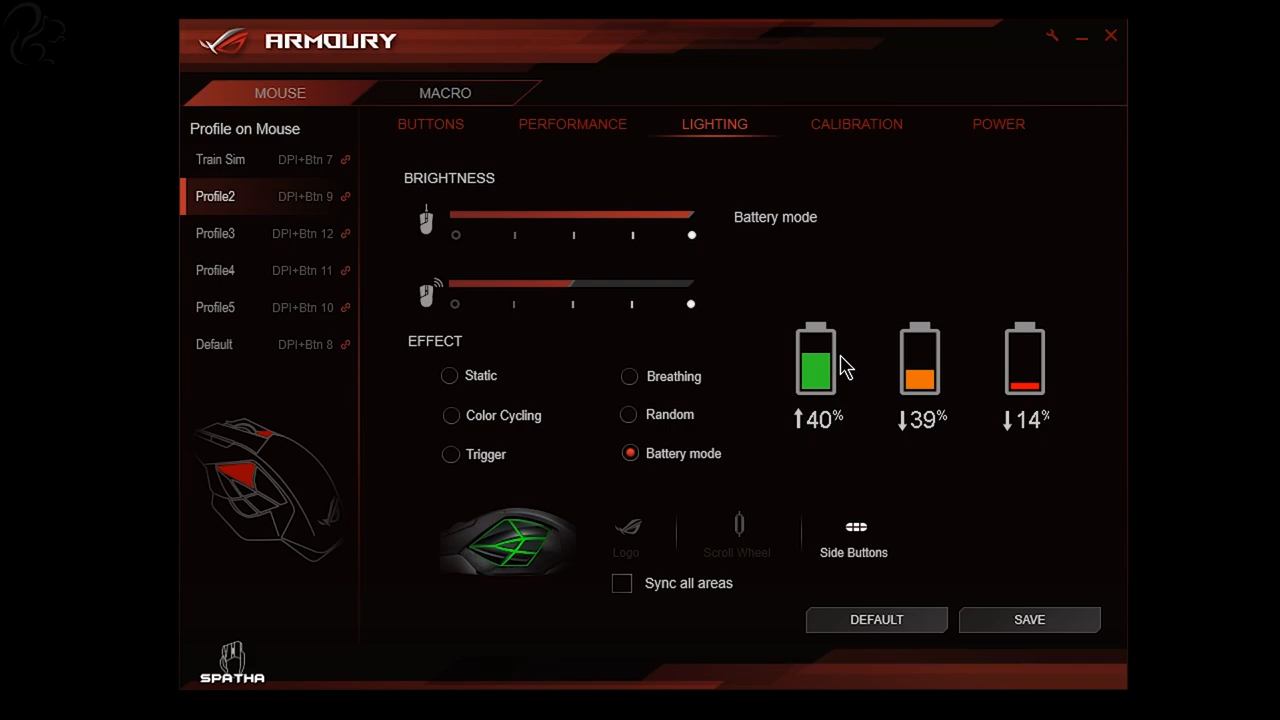 ARMOURY
MOUSE MACRO
Profile on Mouse
BUTTONS PERFORMANCE LIGHTING CALIBRATION POWER
Train Sim DPI+Btn 7
Profile2 DPI+Btn 9
Profile3 DPI+Btn 12
Profile4 DPI+Btn 11
Profile5 DPI+Btn 10
Default DPI+Btn 8
BRIGHTNESS
Battery mode
EFFECT
Static Breathing
Color Cycling Random
Trigger Battery mode
↑40% ↓39% ↓14%
Logo Scroll Wheel Side Buttons
Sync all areas
DEFAULT SAVE
SPATHA